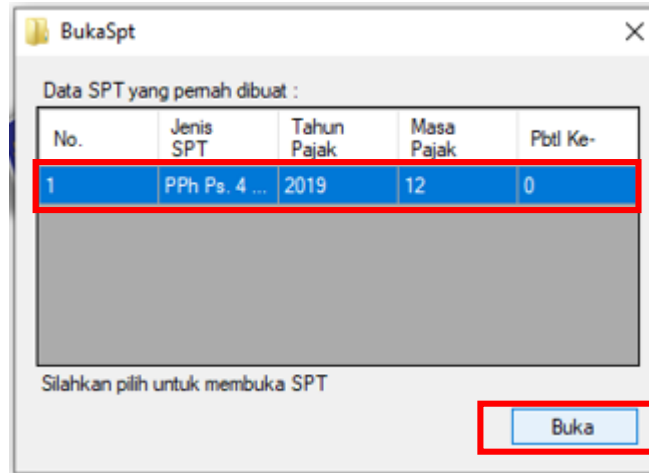 BukaSpt
Data SPT yang pernah dibuat :
No. Jenis SPT Tahun Pajak Masa Pajak Pbtl Ke-
1 PPh Ps. 4 ... 2019 12 0
Silahkan pilih untuk membuka SPT
Buka